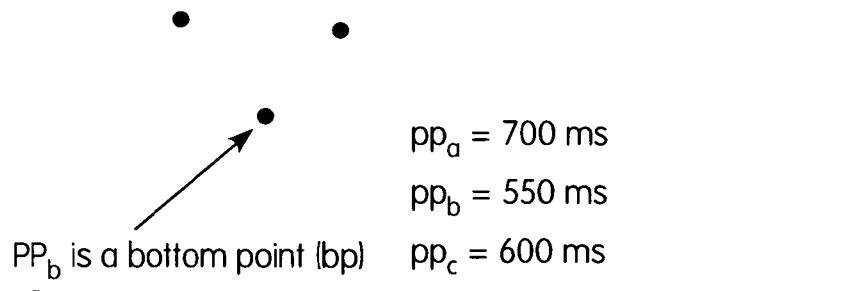 pp_a = 700 ms
pp_b = 550 ms
PP_b is a bottom point (bp)
pp_c = 600 ms